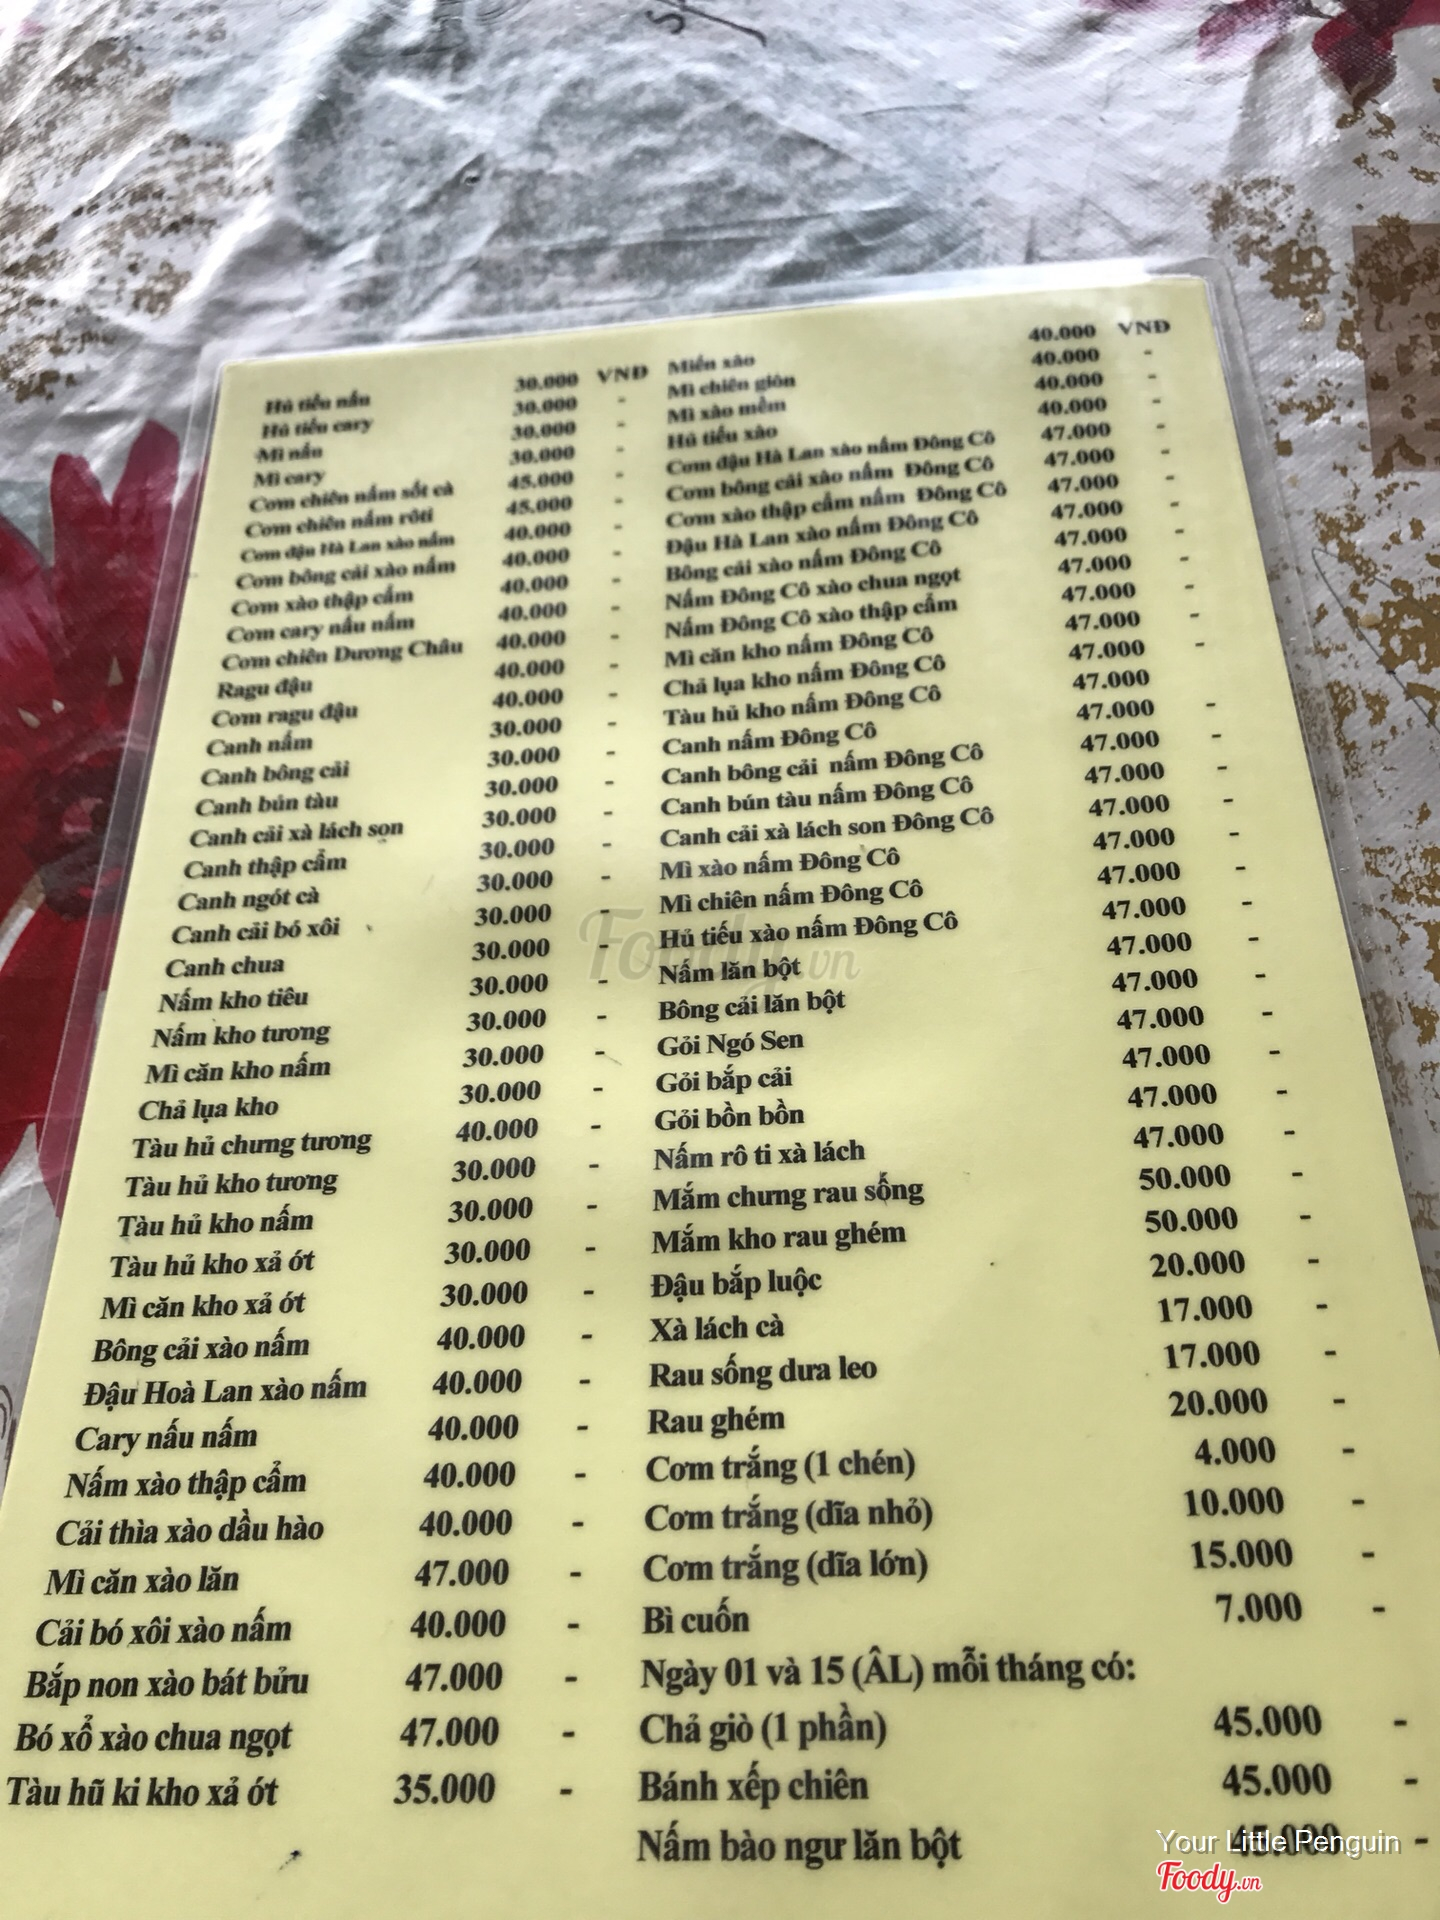 Hủ tiếu nấu 30.000 VNĐ
Hủ tiếu cary 30.000 -
Mì nấu 30.000 -
Mì cary 30.000 -
Cơm chiên nấm sốt cà 45.000 -
Cơm chiên nấm rôti 45.000 -
Cơm đậu Hà Lan xào nấm 40.000 -
Cơm bông cải xào nấm 40.000 -
Cơm xào thập cẩm 40.000 -
Cơm cary nấu nấm 40.000 -
Cơm chiên Dương Châu 40.000 -
Ragu đậu 40.000 -
Cơm ragu đậu 40.000 -
Canh nấm 30.000 -
Canh bông cải 30.000 -
Canh bún tàu 30.000 -
Canh cải xà lách son 30.000 -
Canh thập cẩm 30.000 -
Canh ngót cà 30.000 -
Canh cải bó xôi 30.000 -
Canh chua 30.000 -
Nấm kho tiêu 30.000 -
Nấm kho tương 30.000 -
Mì căn kho nấm 30.000 -
Chả lụa kho 30.000 -
Tàu hủ chưng tương 40.000 -
Tàu hủ kho tương 30.000 -
Tàu hủ kho nấm 30.000 -
Tàu hủ kho xả ớt 30.000 -
Mì căn kho xả ớt 30.000 -
Bông cải xào nấm 40.000 -
Đậu Hoà Lan xào nấm 40.000 -
Cary nấu nấm 40.000 -
Nấm xào thập cẩm 40.000 -
Cải thìa xào dầu hào 40.000 -
Mì căn xào lăn 47.000 -
Cải bó xôi xào nấm 40.000 -
Bắp non xào bát bửu 47.000 -
Bó xổ xào chua ngọt 47.000 -
Tàu hũ ki kho xả ớt 35.000 -
Miến xào 40.000 VNĐ
Mì chiên giòn 40.000 -
Mì xào mềm 40.000 -
Hủ tiếu xào 40.000 -
Cơm đậu Hà Lan xào nấm Đông Cô 47.000 -
Cơm bông cải xào nấm Đông Cô 47.000 -
Cơm xào thập cẩm nấm Đông Cô 47.000 -
Đậu Hà Lan xào nấm Đông Cô 47.000 -
Bông cải xào nấm Đông Cô 47.000 -
Nấm Đông Cô xào chua ngọt 47.000 -
Nấm Đông Cô xào thập cẩm 47.000 -
Mì căn kho nấm Đông Cô 47.000 -
Chả lụa kho nấm Đông Cô 47.000 -
Tàu hủ kho nấm Đông Cô 47.000
Canh nấm Đông Cô 47.000 -
Canh bông cải nấm Đông Cô 47.000 -
Canh bún tàu nấm Đông Cô 47.000 -
Canh cải xà lách son Đông Cô 47.000 -
Mì xào nấm Đông Cô 47.000 -
Mì chiên nấm Đông Cô 47.000 -
Hủ tiếu xào nấm Đông Cô 47.000 -
Nấm lăn bột 47.000 -
Bông cải lăn bột 47.000 -
Gỏi Ngó Sen 47.000 -
Gỏi bắp cải 47.000 -
Gỏi bồn bồn 47.000 -
Nấm rô ti xà lách 47.000 -
Mắm chưng rau sống 50.000 -
Mắm kho rau ghém 50.000 -
Đậu bắp luộc 20.000 -
Xà lách cà 17.000 -
Rau sống dưa leo 17.000 -
Rau ghém 20.000 -
Cơm trắng (1 chén) 4.000 -
Cơm trắng (dĩa nhỏ) 10.000 -
Cơm trắng (dĩa lớn) 15.000 -
Bì cuốn 7.000 -
Ngày 01 và 15 (ÂL) mỗi tháng có:
Chả giò (1 phần) 45.000 -
Bánh xếp chiên 45.000 -
Nấm bào ngư lăn bột 45.000 -
Foody.vn
Your Little Penguin
Foody.vn